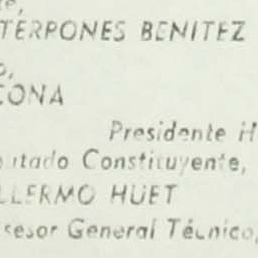 TERPONES BENITEZ
CONA
Presidente H
utado Constituyente,
LLERMO HUET
sesor General Técnico,